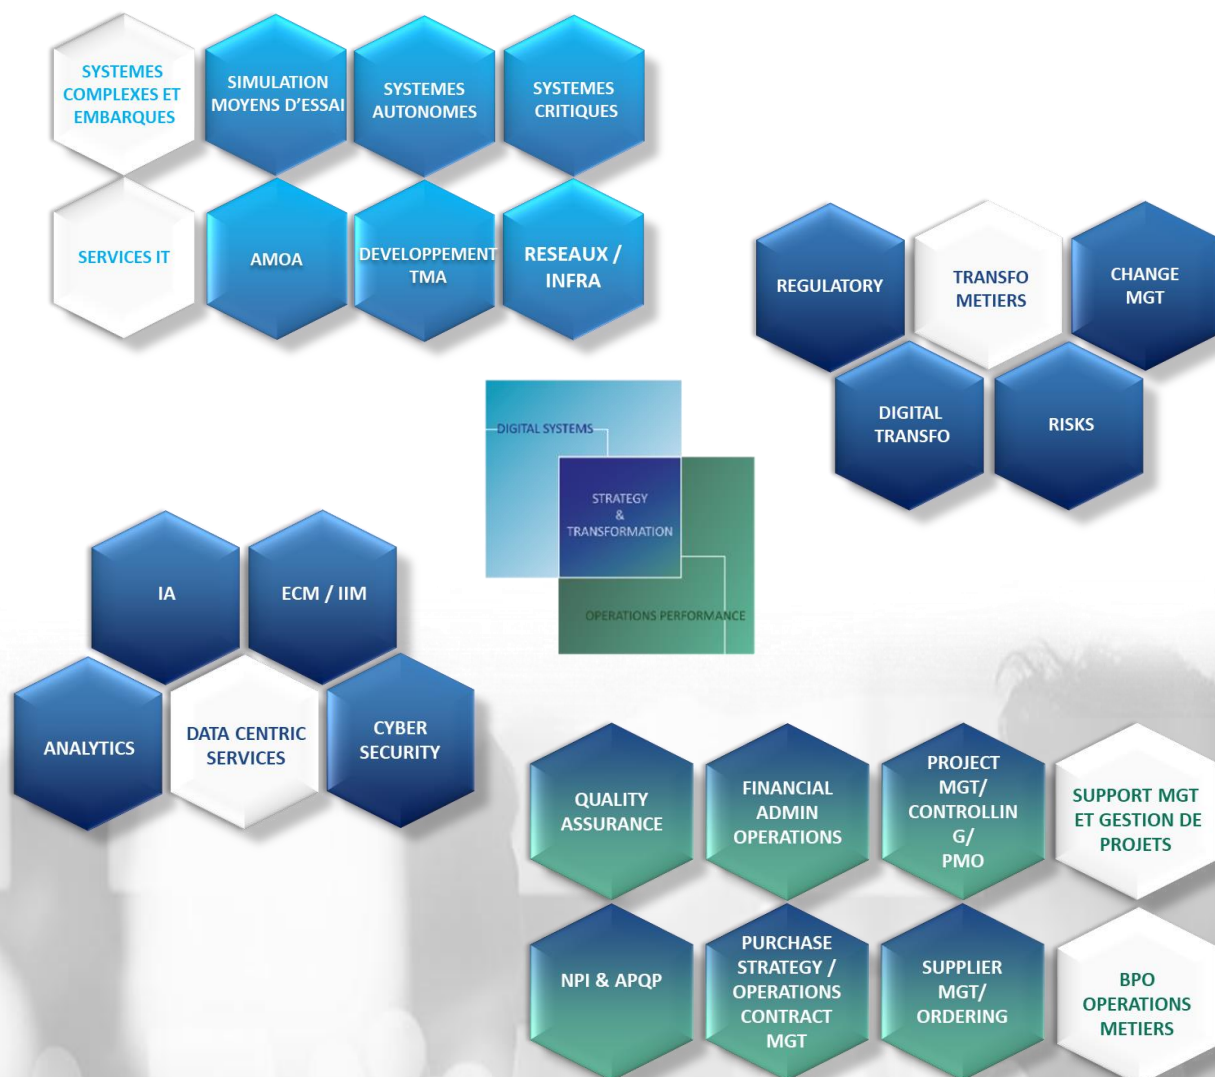 SYSTEMES
COMPLEXES ET
EMBARQUES
SIMULATION
MOYENS D'ESSAI
SYSTEMES
AUTONOMES
SYSTEMES
CRITIQUES
SERVICES IT
AMOA
DEVELOPPEMENT
TMA
RESEAUX /
INFRA
REGULATORY
TRANSFO
METIERS
CHANGE
MGT
DIGITAL
TRANSFO
RISKS
DIGITAL SYSTEMS
STRATEGY
&
TRANSFORMATION
OPERATIONS PERFORMANCE
IA
ECM / IIM
ANALYTICS
DATA CENTRIC
SERVICES
CYBER
SECURITY
QUALITY
ASSURANCE
FINANCIAL
ADMIN
OPERATIONS
PROJECT
MGT/
CONTROLLIN
G/
PMO
SUPPORT MGT
ET GESTION DE
PROJETS
NPI & APQP
PURCHASE
STRATEGY /
OPERATIONS
CONTRACT
MGT
SUPPLIER
MGT/
ORDERING
BPO
OPERATIONS
METIERS